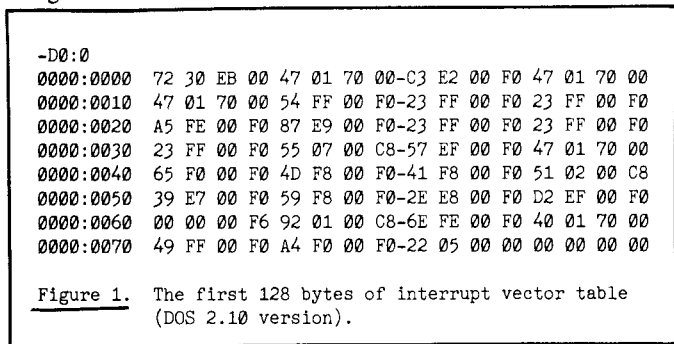 -D0:0
0000:0000 72 30 EB 00 47 01 70 00-C3 E2 00 F0 47 01 70 00
0000:0010 47 01 70 00 54 FF 00 F0-23 FF 00 F0 23 FF 00 F0
0000:0020 A5 FE 00 F0 87 E9 00 F0-23 FF 00 F0 23 FF 00 F0
0000:0030 23 FF 00 F0 55 07 00 C8-57 EF 00 F0 47 01 70 00
0000:0040 65 F0 00 F0 4D F8 00 F0-41 F8 00 F0 51 02 00 C8
0000:0050 39 E7 00 F0 59 F8 00 F0-2E E8 00 F0 D2 EF 00 F0
0000:0060 00 00 00 F6 92 01 00 C8-6E FE 00 F0 40 01 70 00
0000:0070 49 FF 00 F0 A4 F0 00 F0-22 05 00 00 00 00 00 00
Figure 1. The first 128 bytes of interrupt vector table
(DOS 2.10 version).